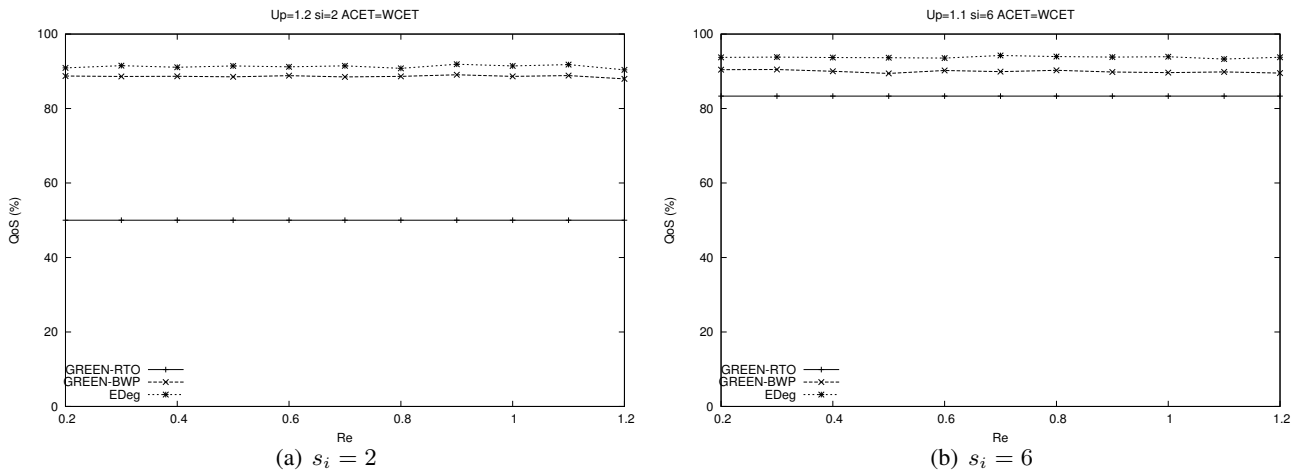 Up=1.2 si=2 ACET=WCET
100
80
60
40
20
0
QoS (%)
GREEN-RTO
GREEN-BWP
EDeg
0.2 0.4 0.6 0.8 1 1.2
Re
(a) s_i = 2
Up=1.1 si=6 ACET=WCET
100
80
60
40
20
0
QoS (%)
GREEN-RTO
GREEN-BWP
EDeg
0.2 0.4 0.6 0.8 1 1.2
Re
(b) s_i = 6